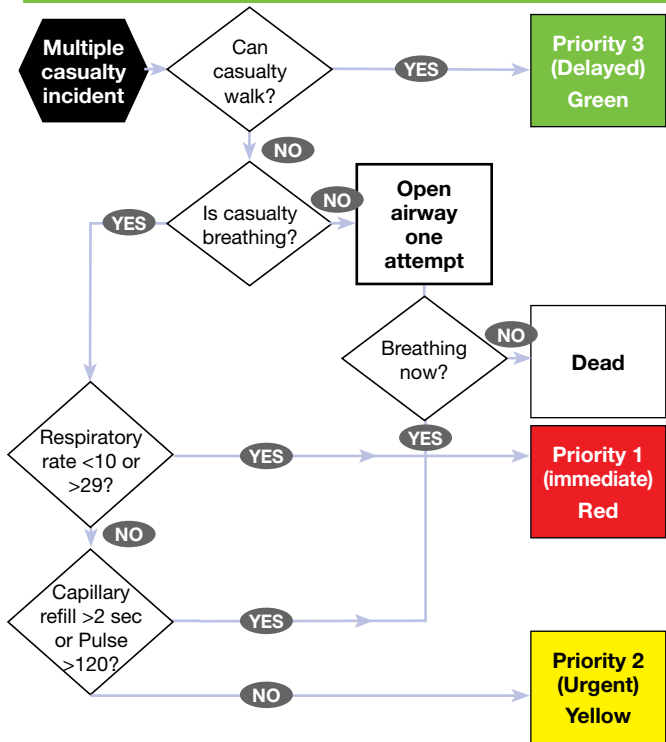 Multiple
casualty
incident
Can
casualty
walk?
YES
Priority 3
(Delayed)
Green
NO
Is casualty
breathing?
YES
NO
Open
airway
one
attempt
Breathing
now?
NO
Dead
YES
Respiratory
rate <10 or
>29?
YES
Priority 1
(immediate)
Red
NO
Capillary
refill >2 sec
or Pulse
>120?
YES
NO
Priority 2
(Urgent)
Yellow